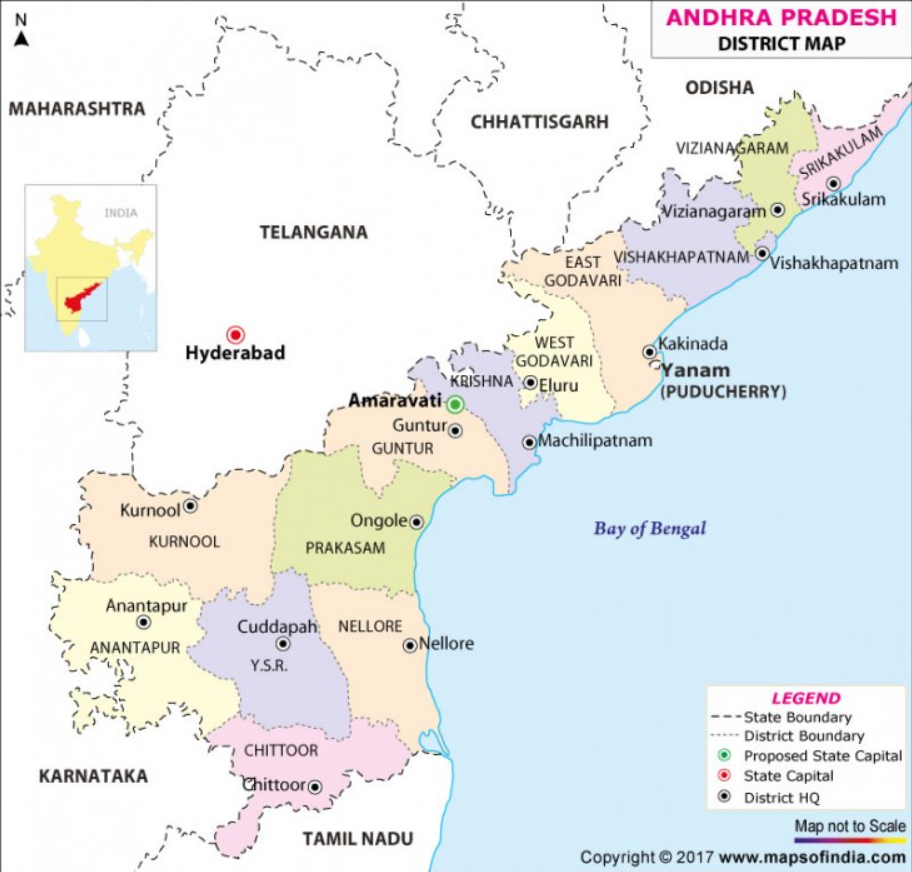 N
ANDHRA PRADESH
DISTRICT MAP
ODISHA
MAHARASHTRA
CHHATTISGARH
VIZIANAGARAM
SRIKAKULAM
Srikakulam
INDIA
Vizianagaram
TELANGANA
EAST
GODAVARI
VISHAKHAPATNAM
Vishakhapatnam
Hyderabad
WEST
GODAVARI
Kakinada
Yanam
(PUDUCHERRY)
KRISHNA
Eluru
Amaravati
Guntur
GUNTUR
Machilipatnam
Kurnool
KURNOOL
Ongole
PRAKASAM
Bay of Bengal
Anantapur
ANANTAPUR
Cuddapah
Y.S.R.
NELLORE
Nellore
CHITTOOR
Chittoor
KARNATAKA
TAMIL NADU
LEGEND
State Boundary
District Boundary
Proposed State Capital
State Capital
District HQ
Map not to Scale
Copyright © 2017 www.mapsofindia.com